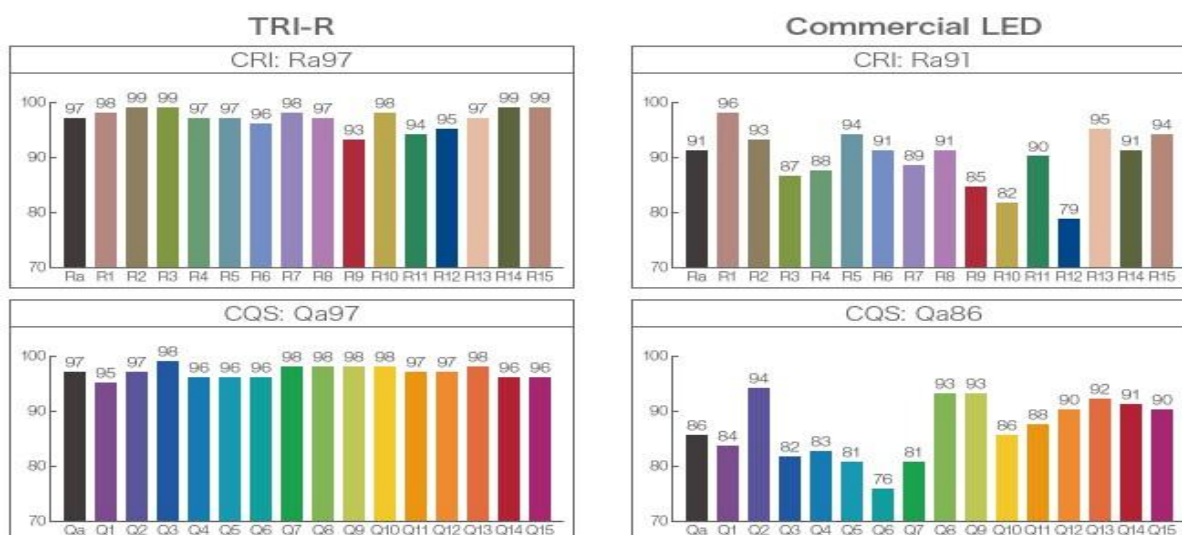 TRI-R
CRI: Ra97
100
90
80
70
97 98 99 99 97 97 96 98 97 93 98 94 95 97 99 99
Ra R1 R2 R3 R4 R5 R6 R7 R8 R9 R10 R11 R12 R13 R14 R15
CQS: Qa97
100
90
80
70
97 95 97 98 96 96 96 98 98 98 98 97 97 98 96 96
Qa Q1 Q2 Q3 Q4 Q5 Q6 Q7 Q8 Q9 Q10 Q11 Q12 Q13 Q14 Q15
Commercial LED
CRI: Ra91
100
90
80
70
91 96 93 87 88 94 91 89 91 85 82 90 79 95 91 94
Ra R1 R2 R3 R4 R5 R6 R7 R8 R9 R10 R11 R12 R13 R14 R15
CQS: Qa86
100
90
80
70
86 84 94 82 83 81 76 81 93 93 86 88 90 92 91 90
Qa Q1 Q2 Q3 Q4 Q5 Q6 Q7 Q8 Q9 Q10 Q11 Q12 Q13 Q14 Q15